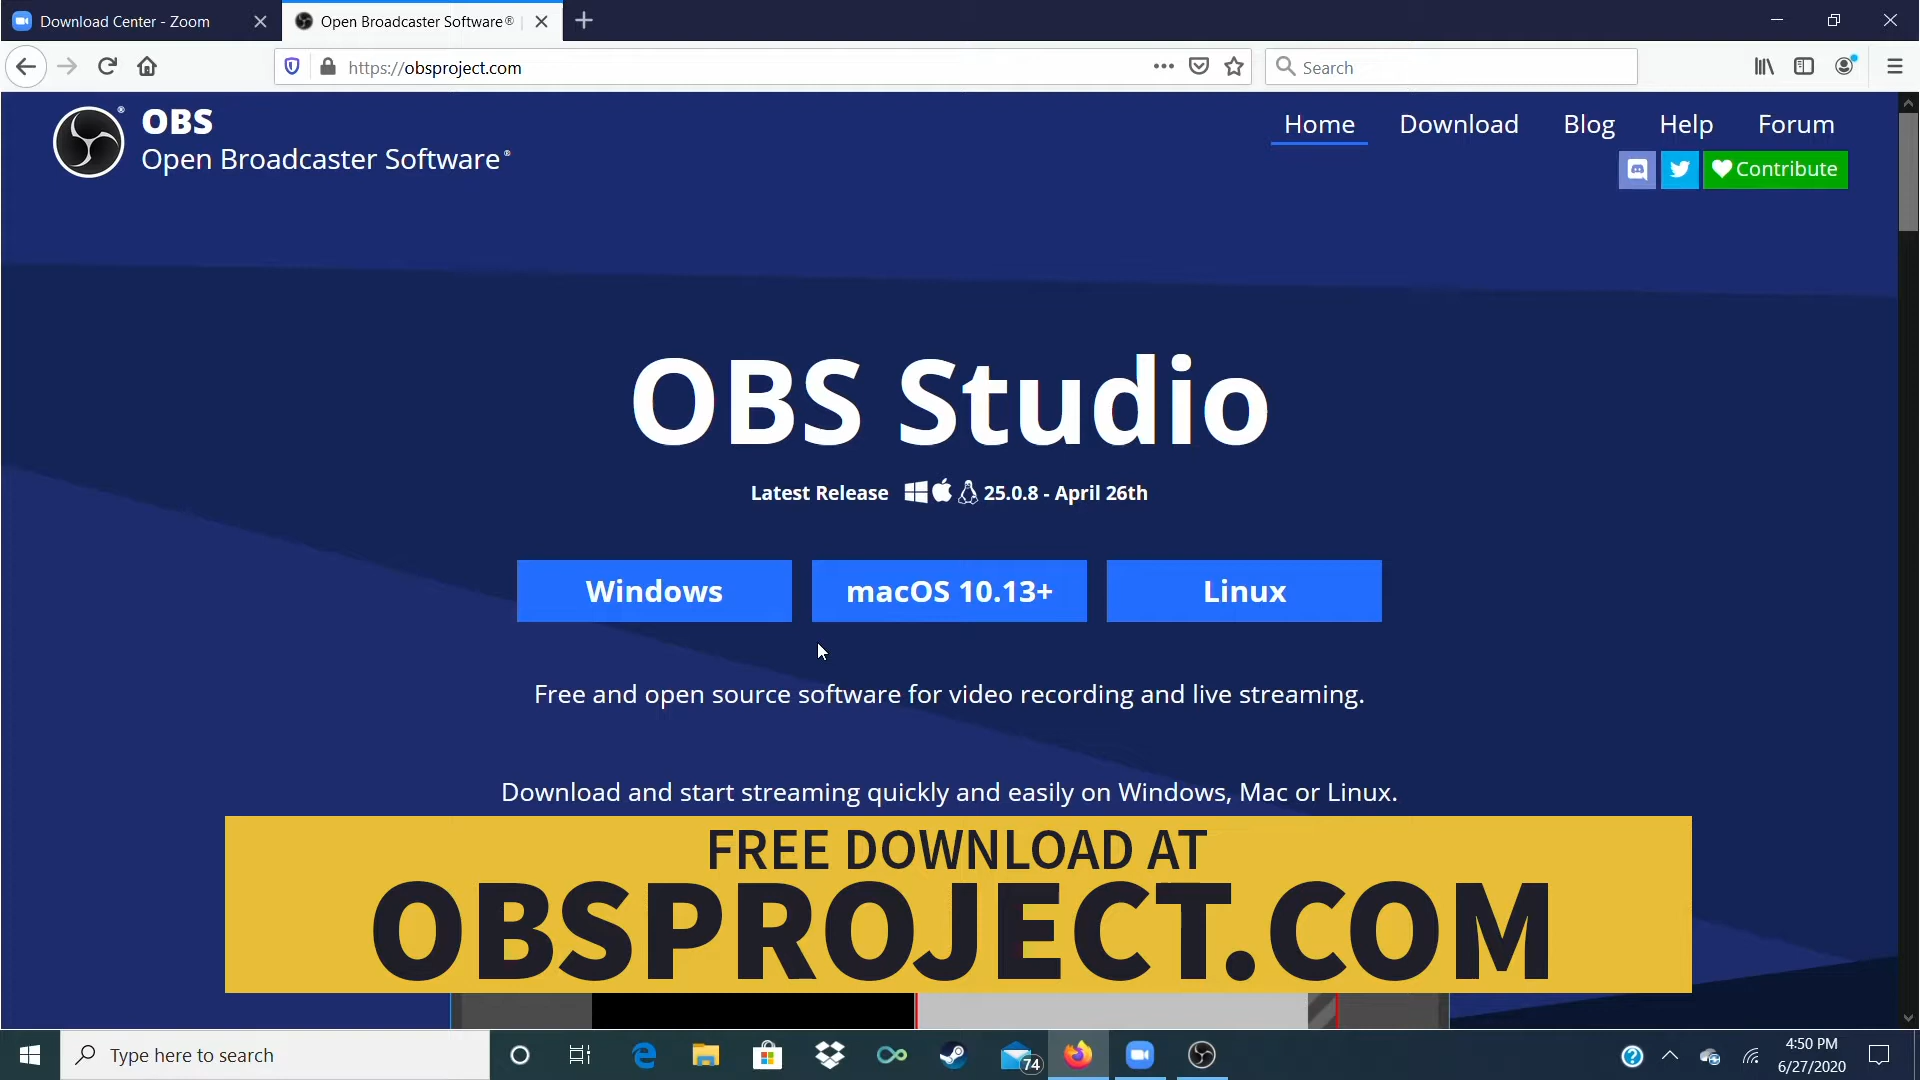 Download Center - Zoom
Open Broadcaster Software®
https://obsproject.com
Search
OBS
Open Broadcaster Software®
Home
Download
Blog
Help
Forum
Contribute
OBS Studio
Latest Release 25.0.8 - April 26th
Windows
macOS 10.13+
Linux
Free and open source software for video recording and live streaming.
Download and start streaming quickly and easily on Windows, Mac or Linux.
FREE DOWNLOAD AT
OBSPROJECT.COM
Type here to search
74
4:50 PM
6/27/2020